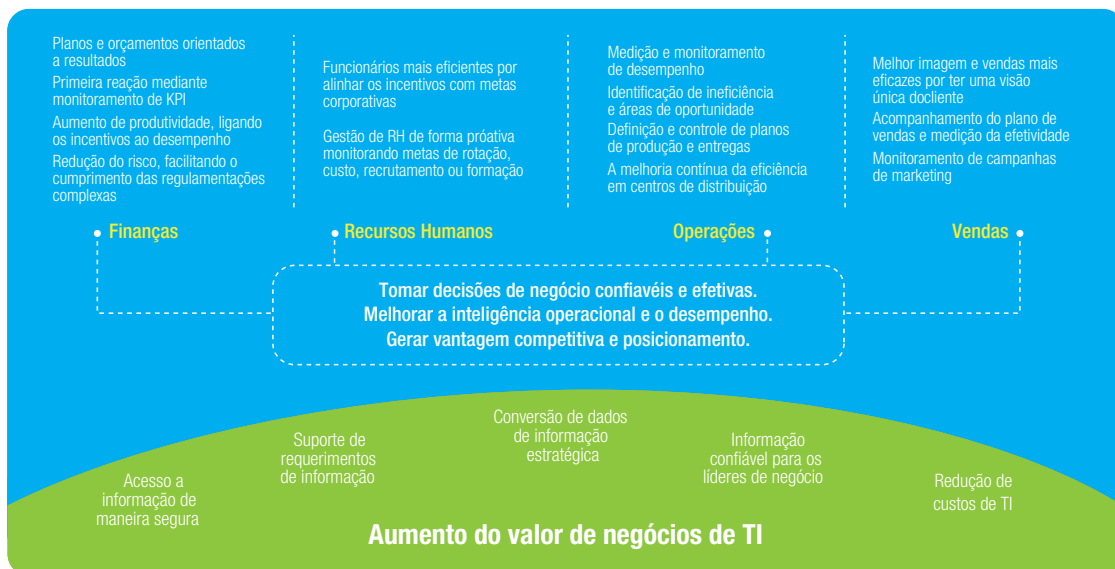 Planos e orçamentos orientados
a resultados
Primeira reação mediante
monitoramento de KPI
Aumento de produtividade, ligando
os incentivos ao desempenho
Redução do risco, facilitando o
cumprimento das regulamentações
complexas
Finanças
Funcionários mais eficientes por
alinhar os incentivos com metas
corporativas
Gestão de RH de forma próativa
monitorando metas de rotação,
custo, recrutamento ou formação
Recursos Humanos
Medição e monitoramento
de desempenho
Identificação de ineficiência
e áreas de oportunidade
Definição e controle de planos
de produção e entregas
A melhoria contínua da eficiência
em centros de distribuição
Operações
Melhor imagem e vendas mais
eficazes por ter uma visão
única docliente
Acompanhamento do plano de
vendas e medição da efetividade
Monitoramento de campanhas
de marketing
Vendas
Tomar decisões de negócio confiavéis e efetivas.
Melhorar a inteligência operacional e o desempenho.
Gerar vantagem competitiva e posicionamento.
Acesso a
informação de
maneira segura
Suporte de
requerimentos
de informação
Conversão de dados
de informação
estratégica
Informação
confiável para os
líderes de negócio
Redução de
custos de TI
Aumento do valor de negócios de TI